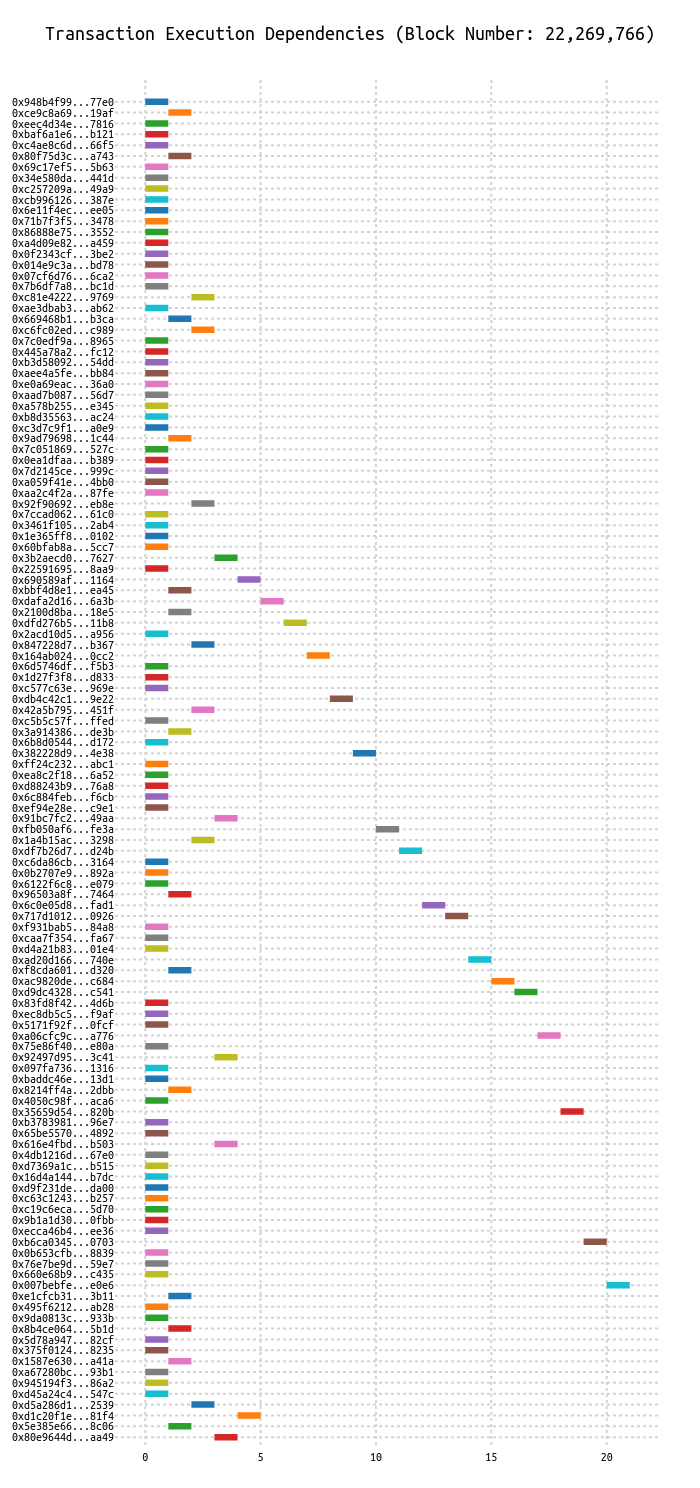 Transaction Execution Dependencies (Block Number: 22,269,766)
0x948b4f99...77e0
0xce9c8a69...19af
0xeec4d34e...7816
0xbaf6a1e6...b121
0xc4ae8c6d...66f5
0x80f75d3c...a743
0x69c17ef5...5b63
0x34e580da...441d
0xc257209a...49a9
0xcb996126...387e
0x6e11f4ec...ee05
0x71b7f3f5...3478
0x86888e75...3552
0xa4d09e82...a459
0x0f2343cf...3be2
0x014e9c3a...bd78
0x07cf6d76...6ca2
0x7b6df7a8...bc1d
0xc81e4222...9769
0xae3dbab3...ab62
0x669468b1...b3ca
0xc6fc02ed...c989
0x7c0edf9a...8965
0x445a78a2...fc12
0xb3d58092...54dd
0xaee4a5fe...bb84
0xe0a69eac...36a0
0xaad7b087...56d7
0xa578b255...e345
0xb8d35563...ac24
0xc3d7c9f1...a0e9
0x9ad79698...1c44
0x7c051869...527c
0x0ea1dfaa...b389
0x7d2145ce...999c
0xa059f41e...4bb0
0xaa2c4f2a...87fe
0x92f90692...eb8e
0x7ccad062...61c0
0x3461f105...2ab4
0x1e365ff8...0102
0x60bfab8a...5cc7
0x3b2aecd0...7627
0x22591695...8aa9
0x690589af...1164
0xbbf4d8e1...ea45
0xdafa2d16...6a3b
0x2100d8ba...18e5
0xdfd276b5...11b8
0x2acd10d5...a956
0x847228d7...b367
0x164ab024...0cc2
0x6d5746df...f5b3
0x1d27f3f8...d833
0xc577c63e...969e
0xdb4c42c1...9e22
0x42a5b795...451f
0xc5b5c57f...ffed
0x3a914386...de3b
0x6b8d0544...d172
0x382228d9...4e38
0xff24c232...abc1
0xea8c2f18...6a52
0xd88243b9...76a8
0x6c884feb...f6cb
0xef94e28e...c9e1
0x91bc7fc2...49aa
0xfb050af6...fe3a
0x1a4b15ac...3298
0xdf7b26d7...d24b
0xc6da86cb...3164
0x0b2707e9...892a
0x6122f6c8...e079
0x96503a8f...7464
0x6c0e05d8...fad1
0x717d1012...0926
0xf931bab5...84a8
0xcaa7f354...fa67
0xd4a21b83...01e4
0xad20d166...740e
0xf8cda601...d320
0xac9820de...c684
0xd9dc4328...c541
0x83fd8f42...4d6b
0xec8db5c5...f9af
0x5171f92f...0fcf
0xa06cfc9c...a776
0x75e86f40...e80a
0x92497d95...3c41
0x097fa736...1316
0xbaddc46e...13d1
0x8214ff4a...2dbb
0x4050c98f...aca6
0x35659d54...820b
0xb3783981...96e7
0x65be5570...4892
0x616e4fbd...b503
0x4db1216d...67e0
0xd7369a1c...b515
0x16d4a144...b7dc
0xd9f231de...da00
0xc63c1243...b257
0xc19c6eca...5d70
0x9b1a1d30...0fbb
0xecca46b4...ee36
0xb6ca0345...0703
0x0b653cfb...8839
0x76e7be9d...59e7
0x660e68b9...c435
0x007bebfe...e0e6
0xe1cfcb31...3b11
0x495f6212...ab28
0x9da0813c...933b
0x8b4ce064...5b1d
0x5d78a947...82cf
0x375f0124...8235
0x1587e630...a41a
0xa67280bc...93b1
0x945194f3...86a2
0xd45a24c4...547c
0xd5a286d1...2539
0xd1c20f1e...81f4
0x5e385e66...8c06
0x80e9644d...aa49
0 5 10 15 20